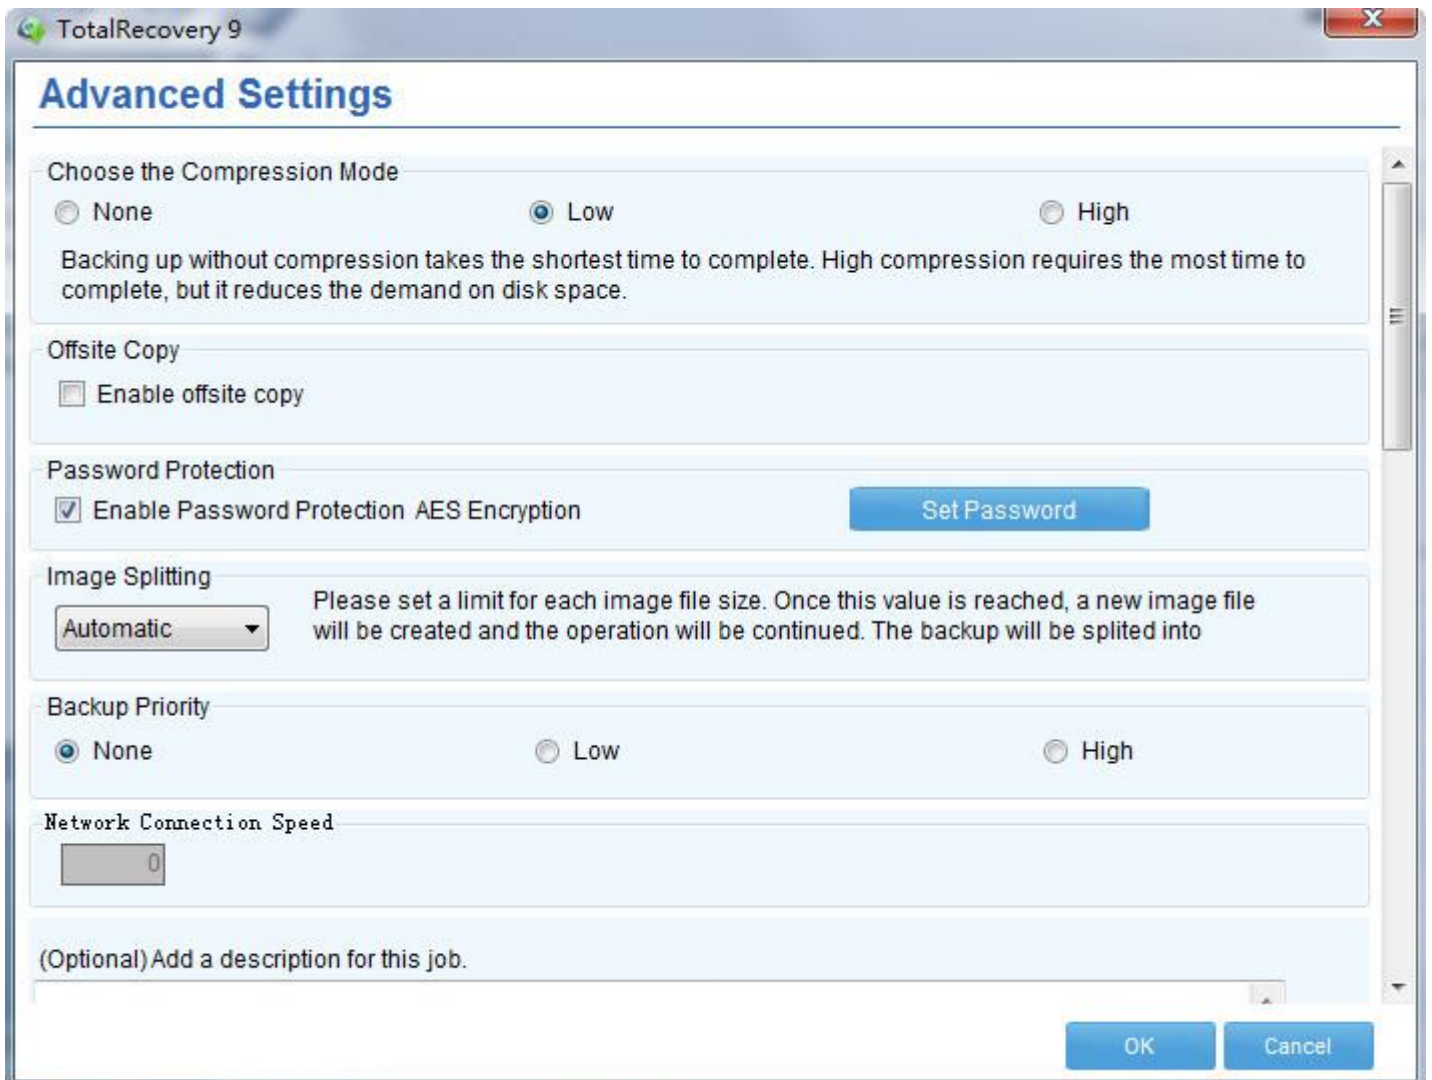 TotalRecovery 9
Advanced Settings
Choose the Compression Mode
None Low High
Backing up without compression takes the shortest time to complete. High compression requires the most time to
complete, but it reduces the demand on disk space.
Offsite Copy
Enable offsite copy
Password Protection
Enable Password Protection AES Encryption Set Password
Image Splitting
Automatic
Please set a limit for each image file size. Once this value is reached, a new image file
will be created and the operation will be continued. The backup will be splited into
Backup Priority
None Low High
Network Connection Speed
0
(Optional) Add a description for this job.
OK Cancel